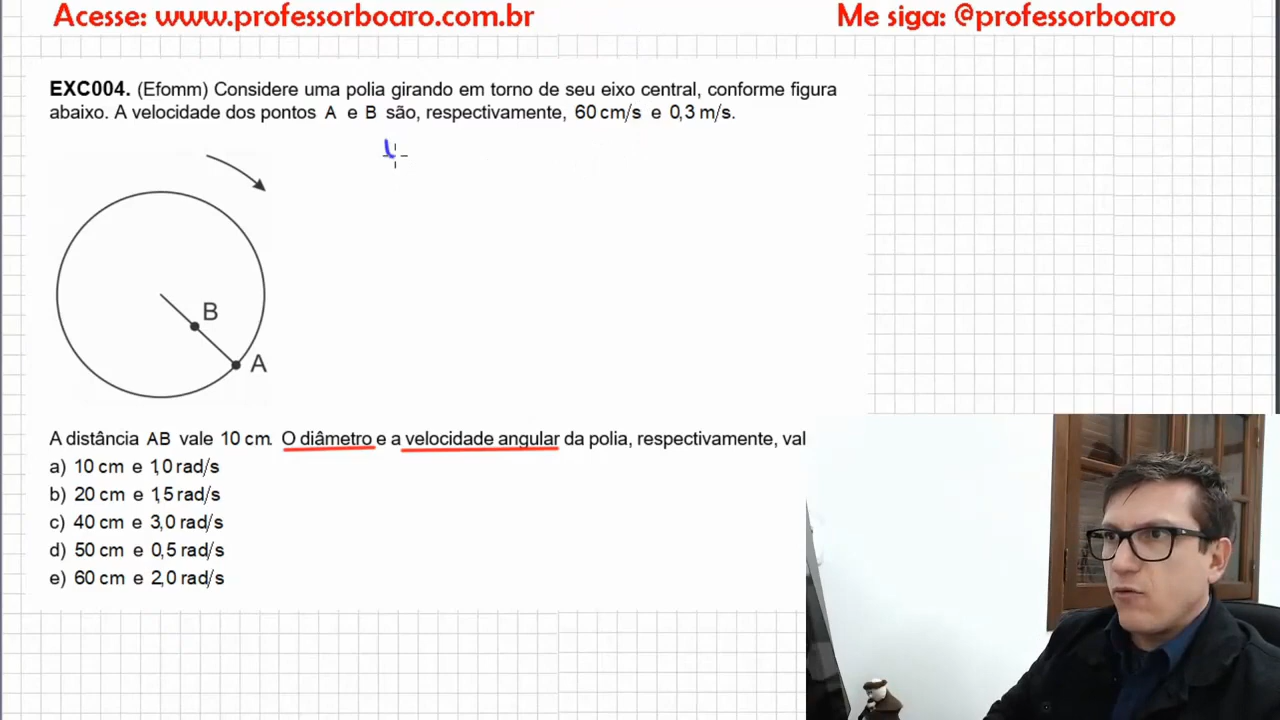 Acesse: www.professorboaro.com.br
Me siga: @professorboaro
EXC004. (Efomm) Considere uma polia girando em torno de seu eixo central, conforme figura
abaixo. A velocidade dos pontos A e B são, respectivamente, 60 cm/s e 0,3 m/s.
B
A
A distância AB vale 10 cm. O diâmetro e a velocidade angular da polia, respectivamente, val
a) 10 cm e 1,0 rad/s
b) 20 cm e 1,5 rad/s
c) 40 cm e 3,0 rad/s
d) 50 cm e 0,5 rad/s
e) 60 cm e 2,0 rad/s